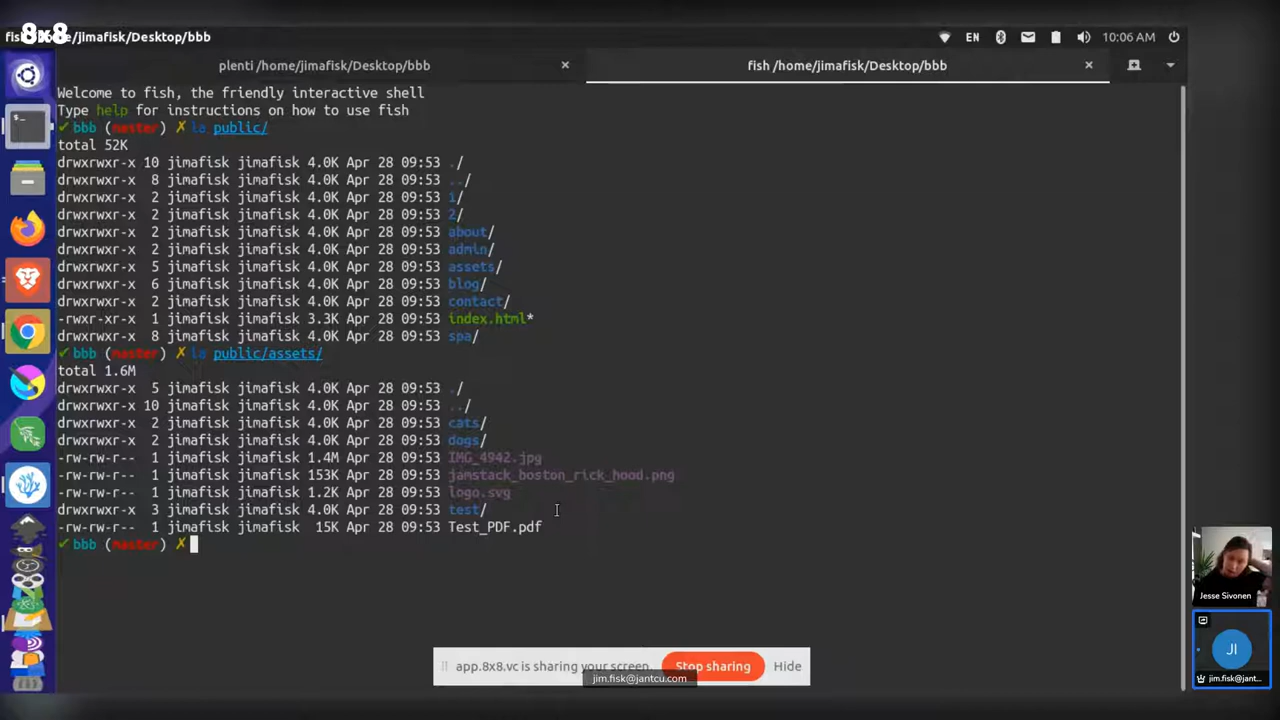 8x8
fis /jimafisk/Desktop/bbb
EN
10:06 AM
plenti /home/jimafisk/Desktop/bbb
fish /home/jimafisk/Desktop/bbb
Welcome to fish, the friendly interactive shell
Type help for instructions on how to use fish
✔ bbb (master) ✗ la public/
total 52K
drwxrwxr-x 10 jimafisk jimafisk 4.0K Apr 28 09:53 ./
drwxrwxr-x 8 jimafisk jimafisk 4.0K Apr 28 09:53 ../
drwxrwxr-x 2 jimafisk jimafisk 4.0K Apr 28 09:53 1/
drwxrwxr-x 2 jimafisk jimafisk 4.0K Apr 28 09:53 2/
drwxrwxr-x 2 jimafisk jimafisk 4.0K Apr 28 09:53 about/
drwxrwxr-x 2 jimafisk jimafisk 4.0K Apr 28 09:53 admin/
drwxrwxr-x 5 jimafisk jimafisk 4.0K Apr 28 09:53 assets/
drwxrwxr-x 6 jimafisk jimafisk 4.0K Apr 28 09:53 blog/
drwxrwxr-x 2 jimafisk jimafisk 4.0K Apr 28 09:53 contact/
-rwxr-xr-x 1 jimafisk jimafisk 3.3K Apr 28 09:53 index.html*
drwxrwxr-x 8 jimafisk jimafisk 4.0K Apr 28 09:53 spa/
✔ bbb (master) ✗ la public/assets/
total 1.6M
drwxrwxr-x 5 jimafisk jimafisk 4.0K Apr 28 09:53 ./
drwxrwxr-x 10 jimafisk jimafisk 4.0K Apr 28 09:53 ../
drwxrwxr-x 2 jimafisk jimafisk 4.0K Apr 28 09:53 cats/
drwxrwxr-x 2 jimafisk jimafisk 4.0K Apr 28 09:53 dogs/
-rw-rw-r-- 1 jimafisk jimafisk 1.4M Apr 28 09:53 IMG_4942.jpg
-rw-rw-r-- 1 jimafisk jimafisk 153K Apr 28 09:53 jamstack_boston_rick_hood.png
-rw-rw-r-- 1 jimafisk jimafisk 1.2K Apr 28 09:53 logo.svg
drwxrwxr-x 3 jimafisk jimafisk 4.0K Apr 28 09:53 test/
-rw-rw-r-- 1 jimafisk jimafisk 15K Apr 28 09:53 Test_PDF.pdf
✔ bbb (master) ✗
Jesse Sivonen
JI
jim.fisk@jant...
app.8x8.vc is sharing your screen.
Stop sharing
Hide
jim.fisk@jantcu.com